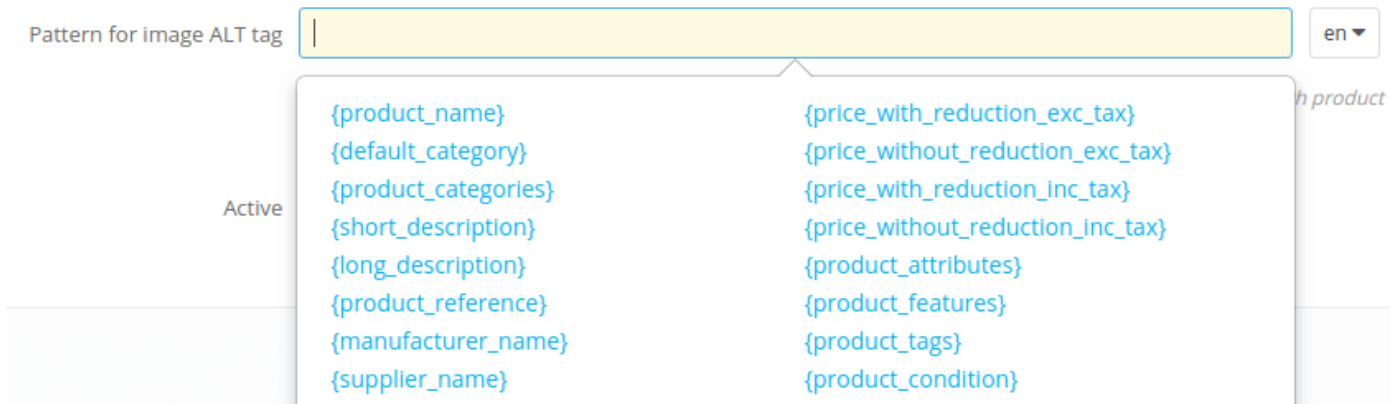 Pattern for image ALT tag
en
h product
Active
{product_name}
{default_category}
{product_categories}
{short_description}
{long_description}
{product_reference}
{manufacturer_name}
{supplier_name}
{price_with_reduction_exc_tax}
{price_without_reduction_exc_tax}
{price_with_reduction_inc_tax}
{price_without_reduction_inc_tax}
{product_attributes}
{product_features}
{product_tags}
{product_condition}